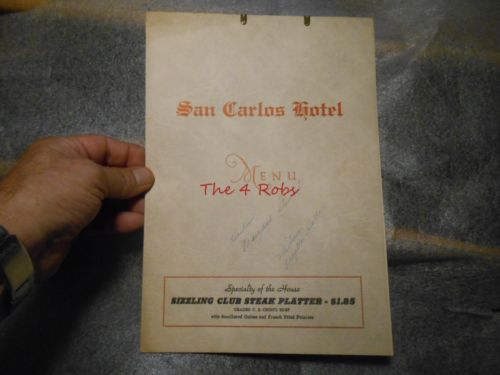 San Carlos Hotel
MENU
The 4 Robs
Specialty of the House
SIZZLING CLUB STEAK PLATTER - $1.85
GRADED U. S. CHOICE BEEF
with Smothered Onions and French Fried Potatoes